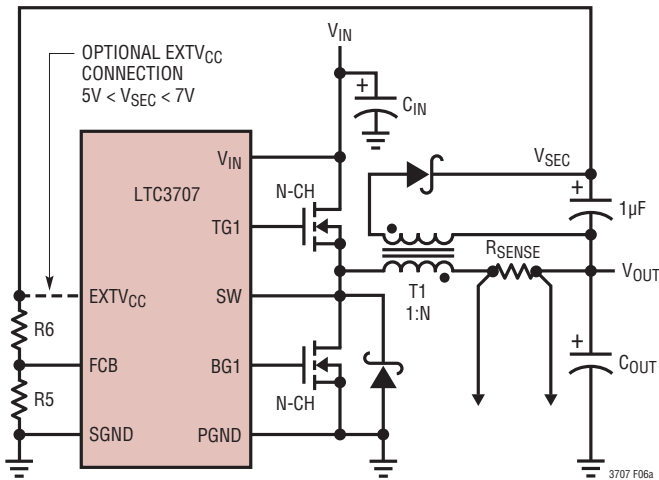 OPTIONAL EXTVCC
CONNECTION
5V < VSEC < 7V
VIN
+
CIN
VIN
LTC3707
N-CH
TG1
VSEC
+
1µF
RSENSE
T1
1:N
VOUT
EXTVCC
SW
R6
FCB
BG1
N-CH
+
COUT
R5
SGND
PGND
3707 F06a